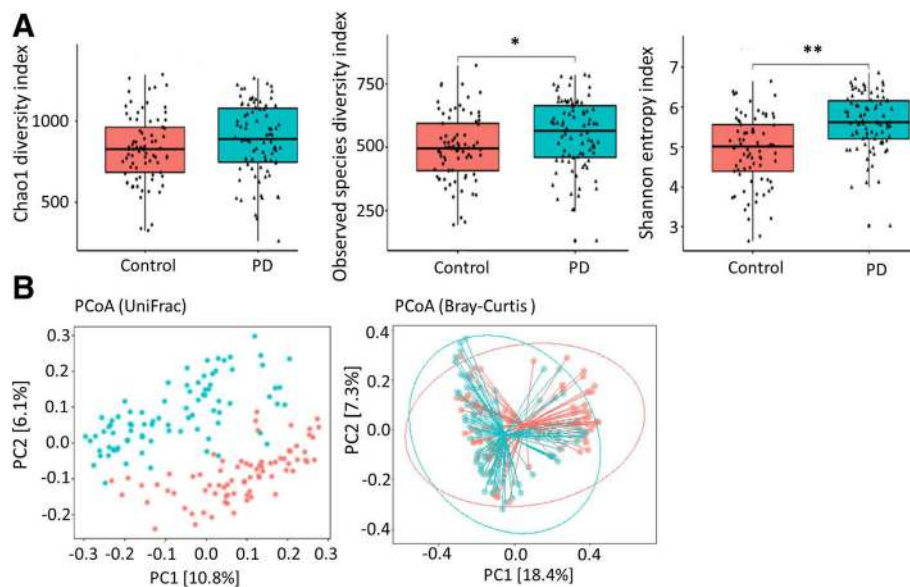 A
Chao1 diversity index
1000
500
Control
PD
Observed species diversity index
750
500
250
*
Control
PD
Shannon entropy index
7
6
5
4
3
**
Control
PD
B
PCoA (UniFrac)
PC2 [6.1%]
0.3
0.2
0.1
0.0
-0.1
-0.2
-0.3 -0.2 -0.1 0.0 0.1 0.2 0.3
PC1 [10.8%]
PCoA (Bray-Curtis )
PC2 [7.3%]
0.4
0.2
0.0
-0.2
-0.4
-0.4 0.0 0.4
PC1 [18.4%]